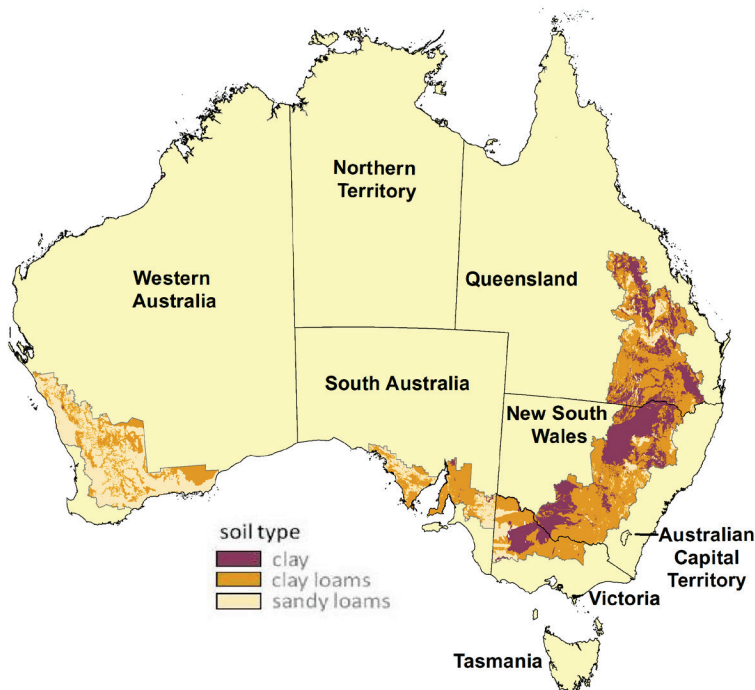 Northern
Territory
Western
Australia
Queensland
South Australia
New South
Wales
soil type
clay
clay loams
sandy loams
Australian
Capital
Territory
Victoria
Tasmania